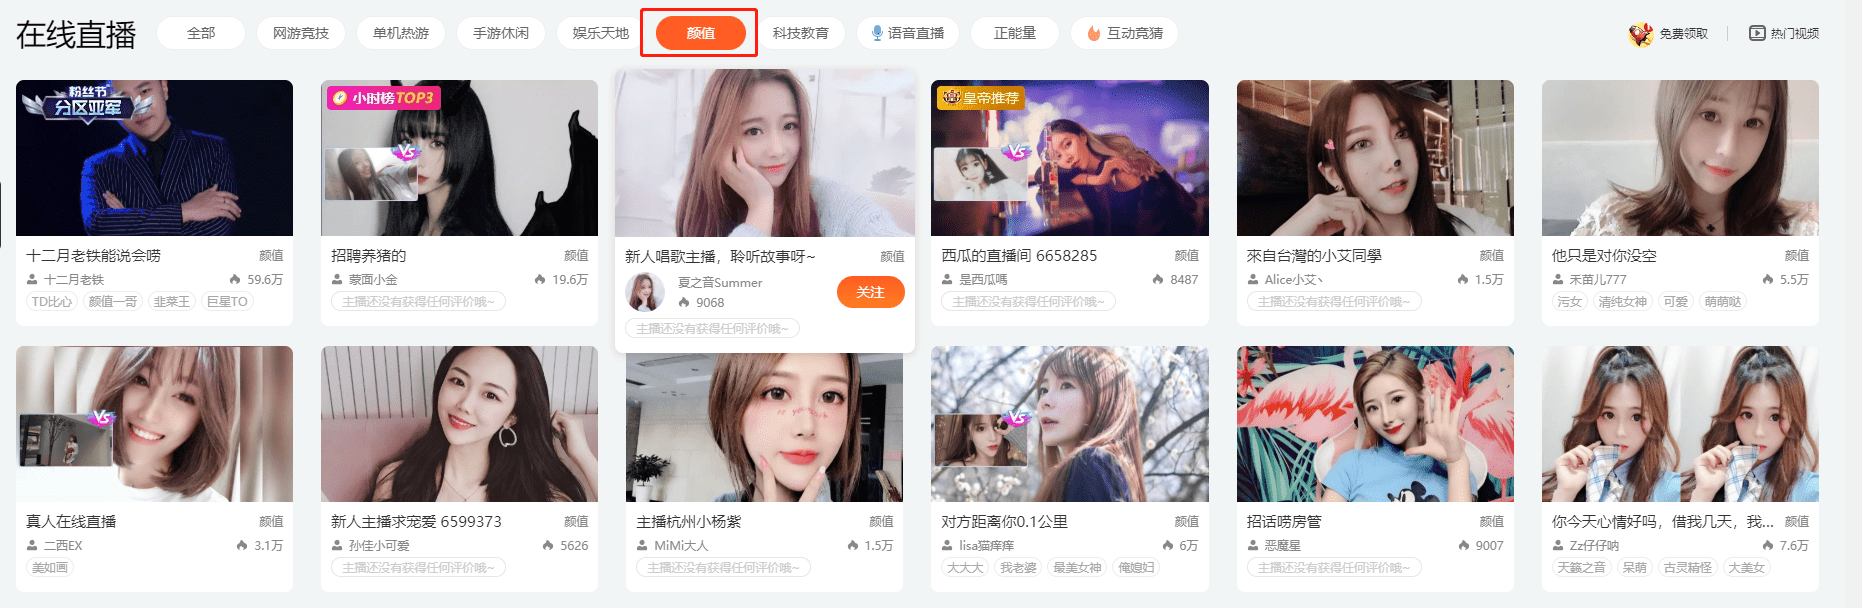 在线直播
全部
网游竞技
单机热游
手游休闲
娱乐天地
颜值
科技教育
语音直播
正能量
互动竞猜
免费领取
热门视频
粉丝节
分区亚军
小时榜TOP3
VS
皇帝推荐
VS
十二月老铁能说会唠 颜值
十二月老铁 59.6万
TD比心 颜值一哥 韭菜王 巨星TO
招聘养猪的 颜值
蒙面小金 19.6万
主播还没有获得任何评价哦~
新人唱歌主播，聆听故事呀~ 颜值
夏之音Summer
9068
关注
主播还没有获得任何评价哦~
西瓜的直播间 6658285 颜值
是西瓜嗎 8487
主播还没有获得任何评价哦~
來自台灣的小艾同學 颜值
Alice小艾丶 1.5万
主播还没有获得任何评价哦~
他只是对你没空 颜值
禾苗儿777 5.5万
污女 清纯女神 可爱 萌萌哒
VS
VS
真人在线直播 颜值
二西EX 3.1万
美如画
新人主播求宠爱 6599373 颜值
孙佳小可爱 5626
主播还没有获得任何评价哦~
主播杭州小杨紫 颜值
MiMi大人 1.5万
主播还没有获得任何评价哦~
对方距离你0.1公里 颜值
lisa猫痒痒 6万
大大大 我老婆 最美女神 俺媳妇
招话唠房管 颜值
恶魔星 9007
主播还没有获得任何评价哦~
你今天心情好吗，借我几天，我... 颜值
Zz仔仔呐 7.6万
天籁之音 呆萌 古灵精怪 大美女